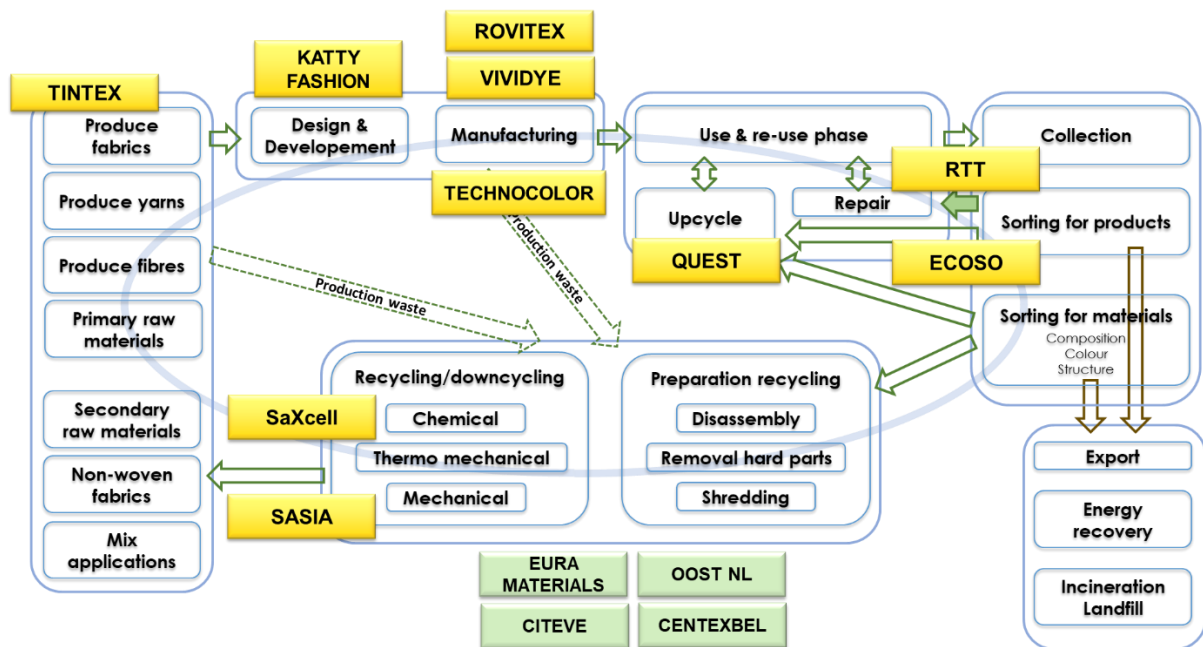 TINTEX
Produce
fabrics
Produce yarns
Produce fibres
Primary raw
materials
Secondary
raw materials
Non-woven
fabrics
Mix
applications
KATTY
FASHION
Design &
Developement
ROVITEX
VIVIDYE
Manufacturing
TECHNOCOLOR
Production waste
Production waste
Use & re-use phase
Upcycle
Repair
QUEST
RTT
ECOSO
Collection
Sorting for products
Sorting for materials
Composition
Colour
Structure
Recycling/downcycling
Chemical
Thermo mechanical
Mechanical
SaXcell
SASIA
Preparation recycling
Disassembly
Removal hard parts
Shredding
Export
Energy
recovery
Incineration
Landfill
EURA
MATERIALS
OOST NL
CITEVE
CENTEXBEL